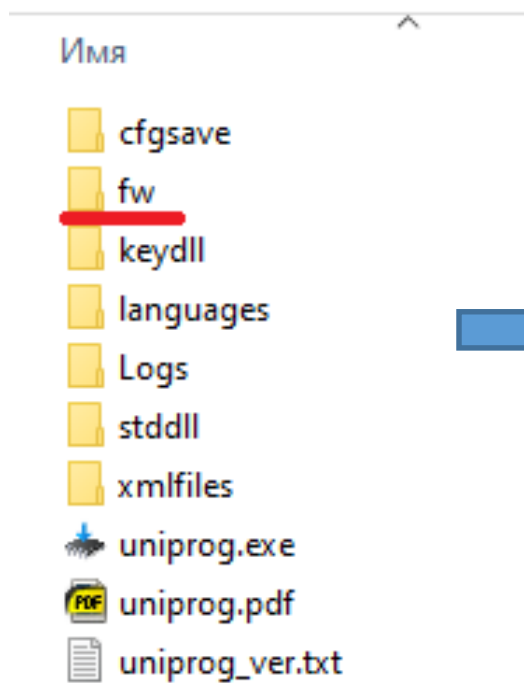 Имя
cfgsave
fw
keydll
languages
Logs
stddll
xmlfiles
uniprog.exe
PDF
uniprog.pdf
uniprog_ver.txt